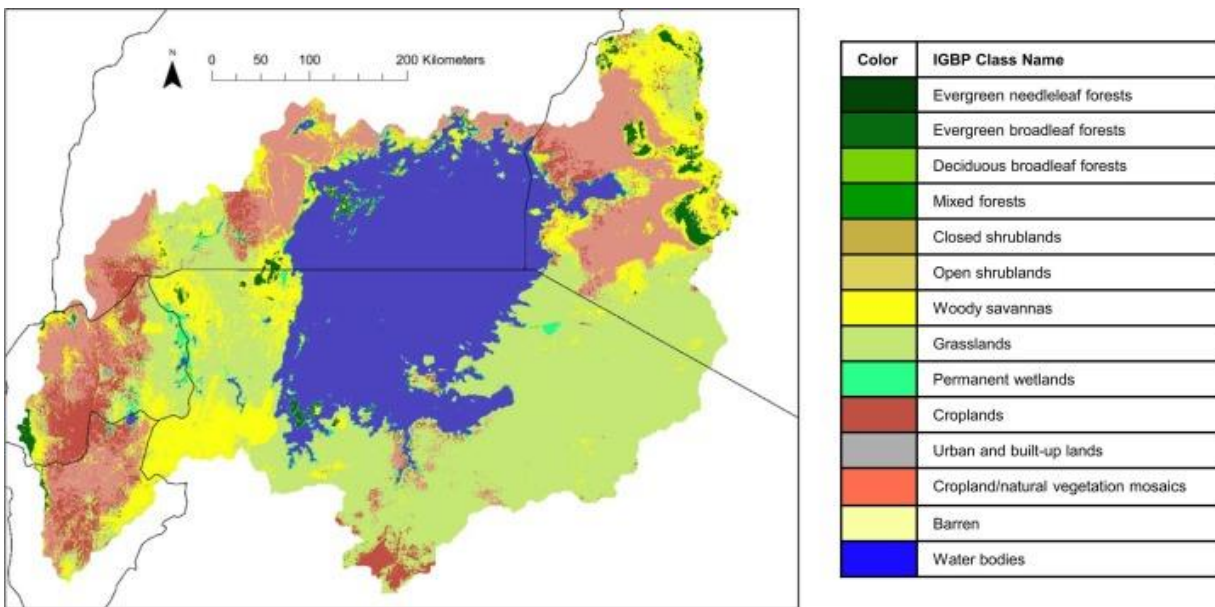 N
0 50 100 200 Kilometers
Color IGBP Class Name
Evergreen needleleaf forests
Evergreen broadleaf forests
Deciduous broadleaf forests
Mixed forests
Closed shrublands
Open shrublands
Woody savannas
Grasslands
Permanent wetlands
Croplands
Urban and built-up lands
Cropland/natural vegetation mosaics
Barren
Water bodies